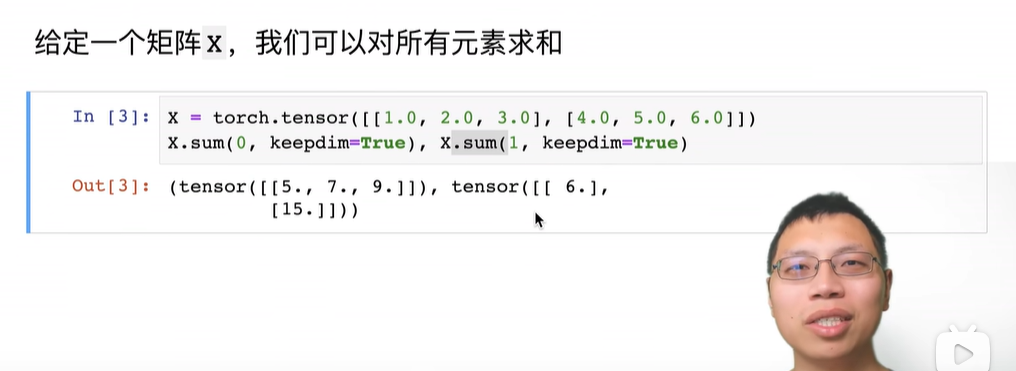 给定一个矩阵X，我们可以对所有元素求和
In [3]: X = torch.tensor([[1.0, 2.0, 3.0], [4.0, 5.0, 6.0]])
X.sum(0, keepdim=True), X.sum(1, keepdim=True)
Out[3]: (tensor([[5., 7., 9.]]), tensor([[ 6.],
[15.]]))